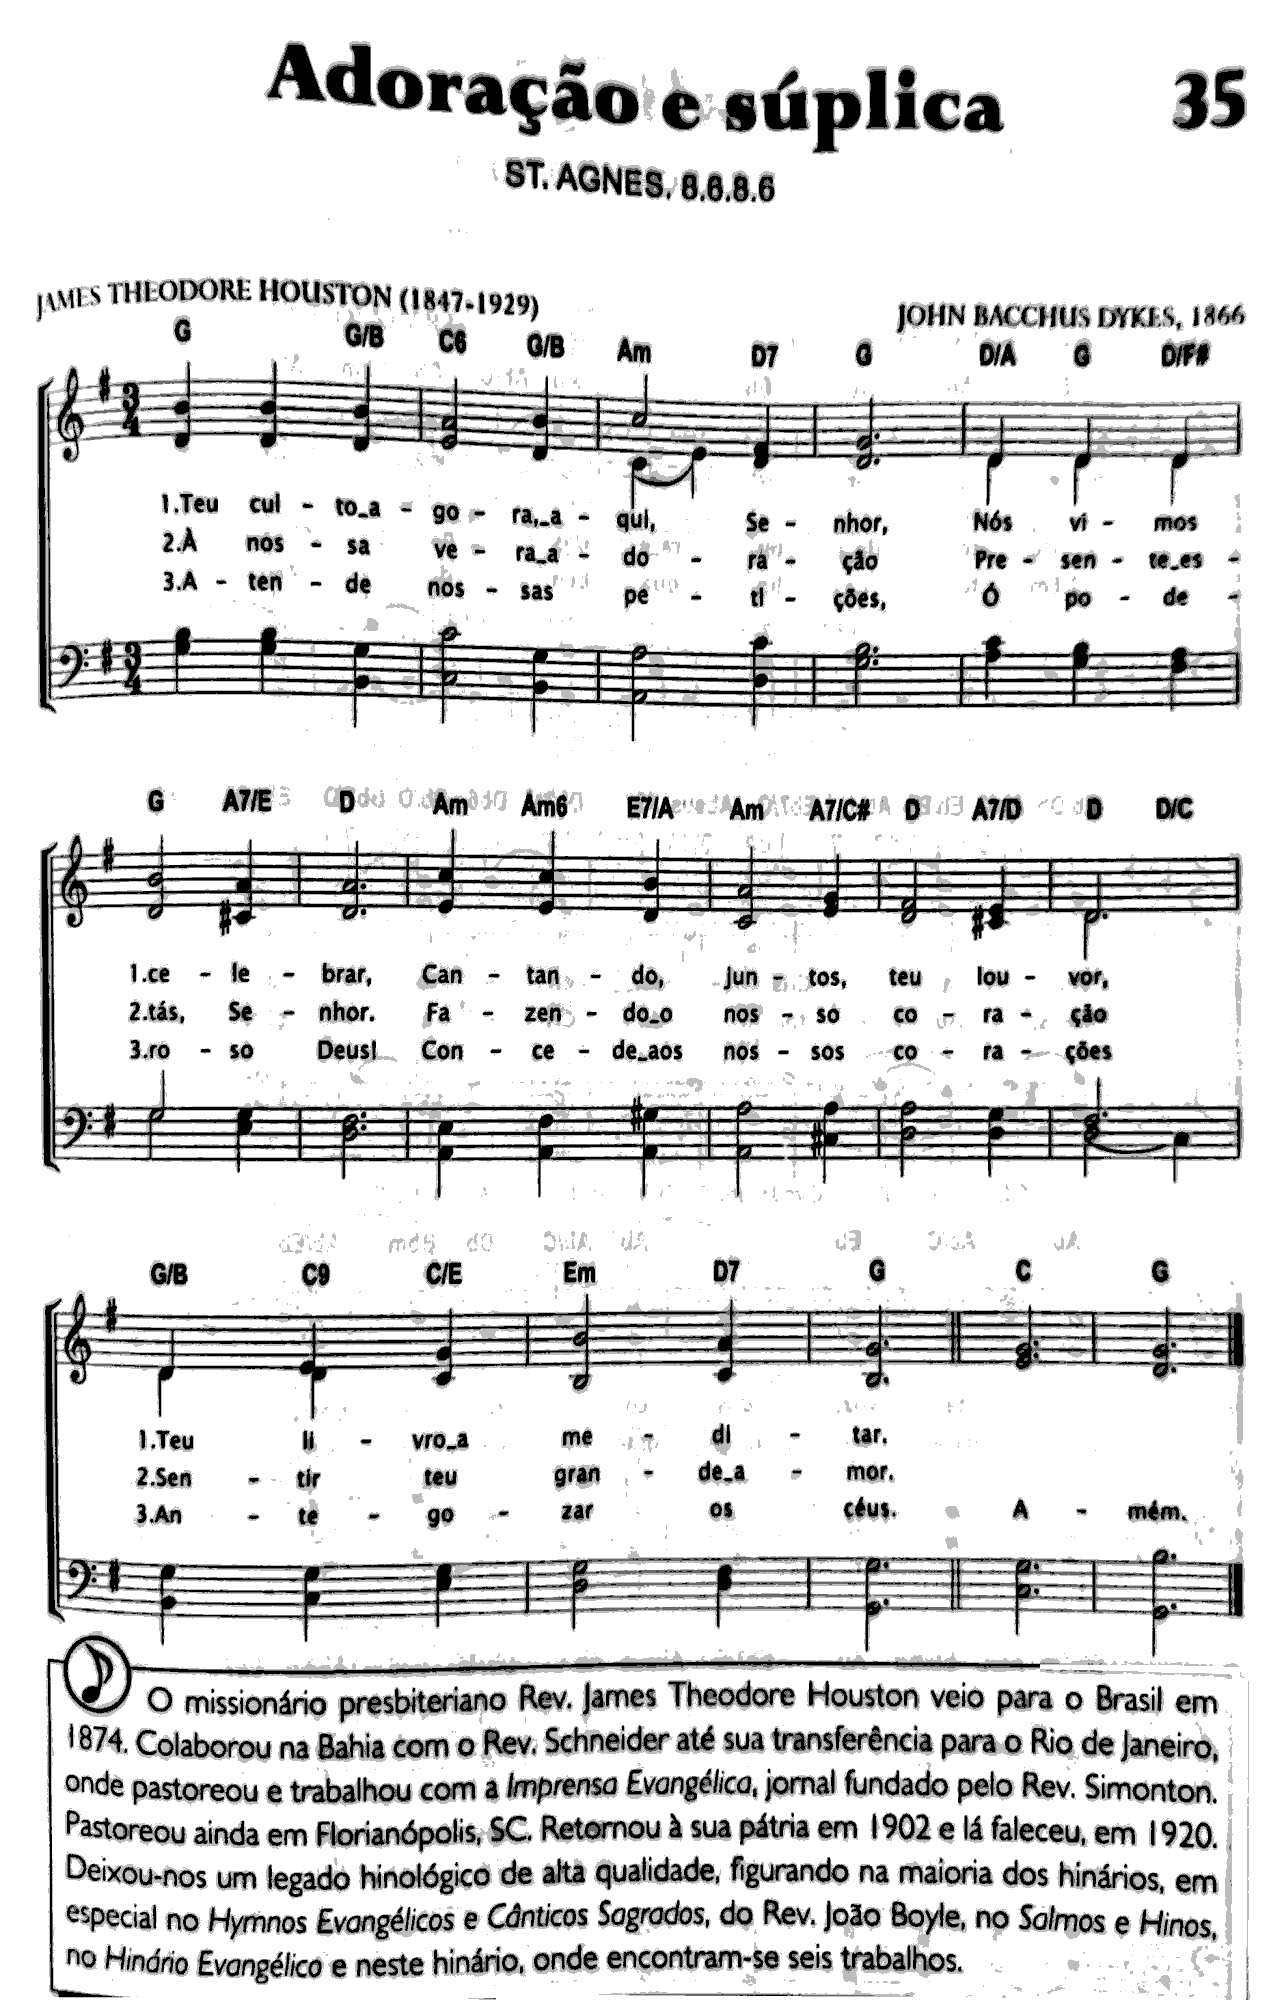 Adoração e súplica 35
ST. AGNES. 8.6.8.6
JAMES THEODORE HOUSTON (1847-1929)
JOHN BACCHUS DYKES, 1866
G G/B C6 G/B Am D7 G D/A G D/F#
1.Teu cul - to_a - go - ra,_a - qui, Se - nhor, Nós vi - mos
2.À nos - sa ve - ra_a - do - ra - ção Pre - sen - te_es -
3.A - ten - de nos - sas pe - ti - ções, Ó po - de -
G A7/E D Am Am6 E7/A Am A7/C# D A7/D D D/C
1.ce - le - brar, Can - tan - do, Jun - tos, teu lou - vor,
2.tás, Se - nhor. Fa - zen - do_o nos - so co - ra - ção
3.ro - so Deus! Con - ce - de_aos nos - sos co - ra - ções
G/B C9 C/E Em D7 G C G
1.Teu li - vro_a me - di - tar.
2.Sen - tir teu gran - de_a - mor.
3.An - te - go - zar os céus. A - mém.
O missionário presbiteriano Rev. James Theodore Houston veio para o Brasil em
1874. Colaborou na Bahia com o Rev. Schneider até sua transferência para o Rio de Janeiro,
onde pastoreou e trabalhou com a Imprensa Evangélica, jornal fundado pelo Rev. Simonton.
Pastoreou ainda em Florianópolis, SC. Retornou à sua pátria em 1902 e lá faleceu, em 1920.
Deixou-nos um legado hinológico de alta qualidade, figurando na maioria dos hinários, em
especial no Hymnos Evangélicos e Cânticos Sagrados, do Rev. João Boyle, no Salmos e Hinos,
no Hinário Evangélico e neste hinário, onde encontram-se seis trabalhos.